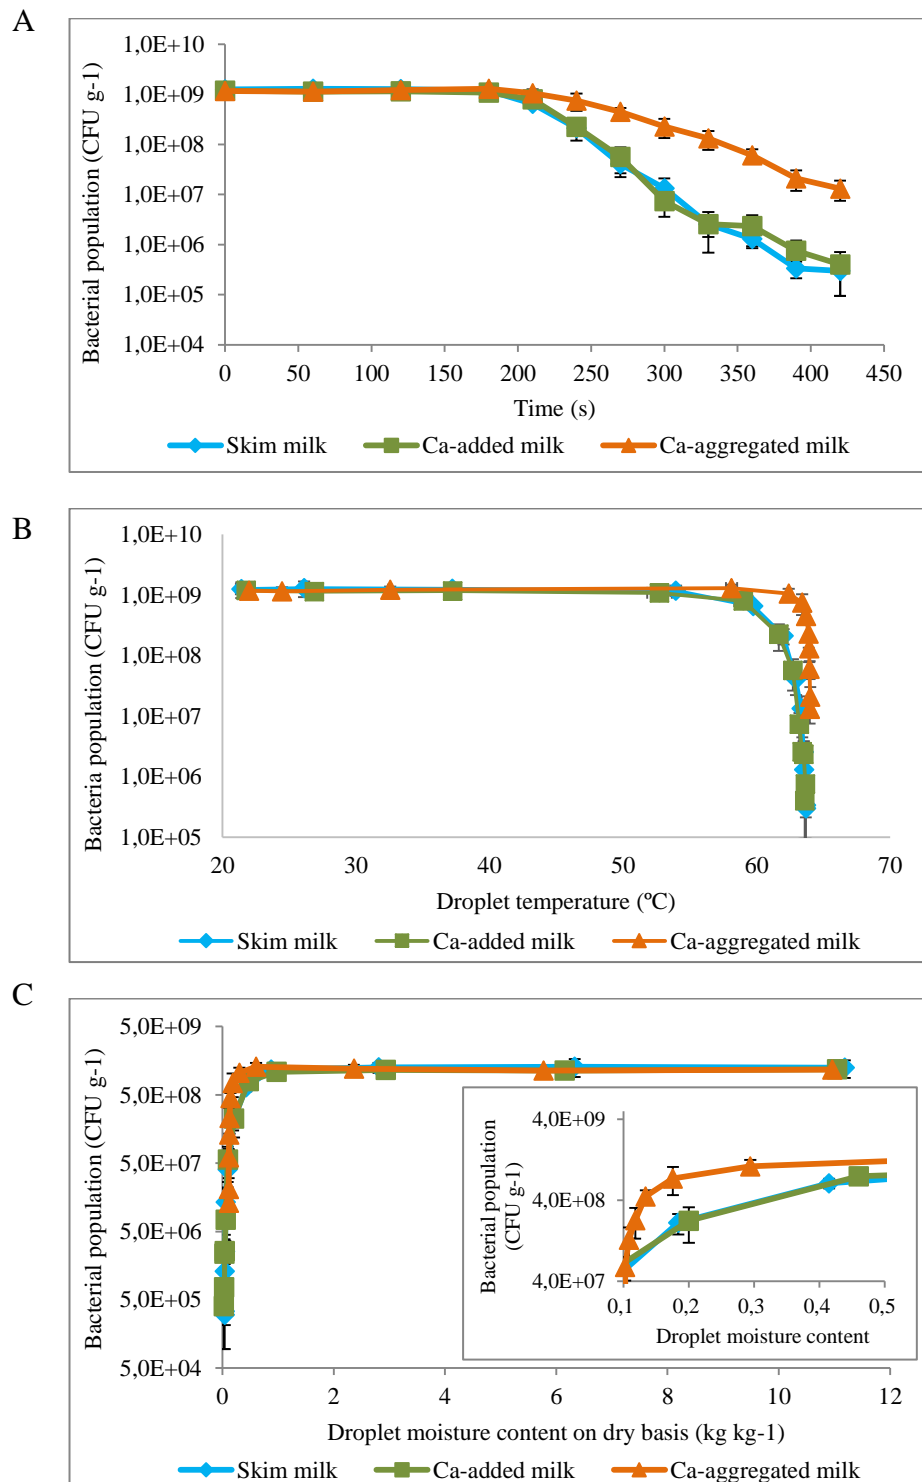 A
Bacterial population (CFU g-1)
1,0E+10
1,0E+09
1,0E+08
1,0E+07
1,0E+06
1,0E+05
1,0E+04
0 50 100 150 200 250 300 350 400 450
Time (s)
Skim milk Ca-added milk Ca-aggregated milk
B
Bacteria population (CFU g-1)
1,0E+10
1,0E+09
1,0E+08
1,0E+07
1,0E+06
1,0E+05
20 30 40 50 60 70
Droplet temperature (ºC)
Skim milk Ca-added milk Ca-aggregated milk
C
Bacterial population (CFU g-1)
5,0E+09
5,0E+08
5,0E+07
5,0E+06
5,0E+05
5,0E+04
0 2 4 6 8 10 12
Droplet moisture content on dry basis (kg kg-1)
Bacterial population
(CFU g-1)
4,0E+09
4,0E+08
4,0E+07
0,1 0,2 0,3 0,4 0,5
Droplet moisture content
Skim milk Ca-added milk Ca-aggregated milk